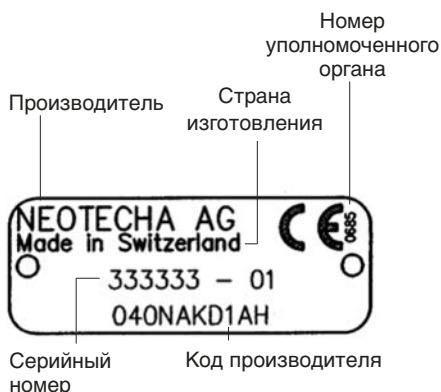 Номер
уполномоченного
органа
Производитель
Страна
изготовления
NEOTECHA AG
Made in Switzerland
CE
0685
333333 - 01
040NAKD1AH
Серийный
номер
Код производителя